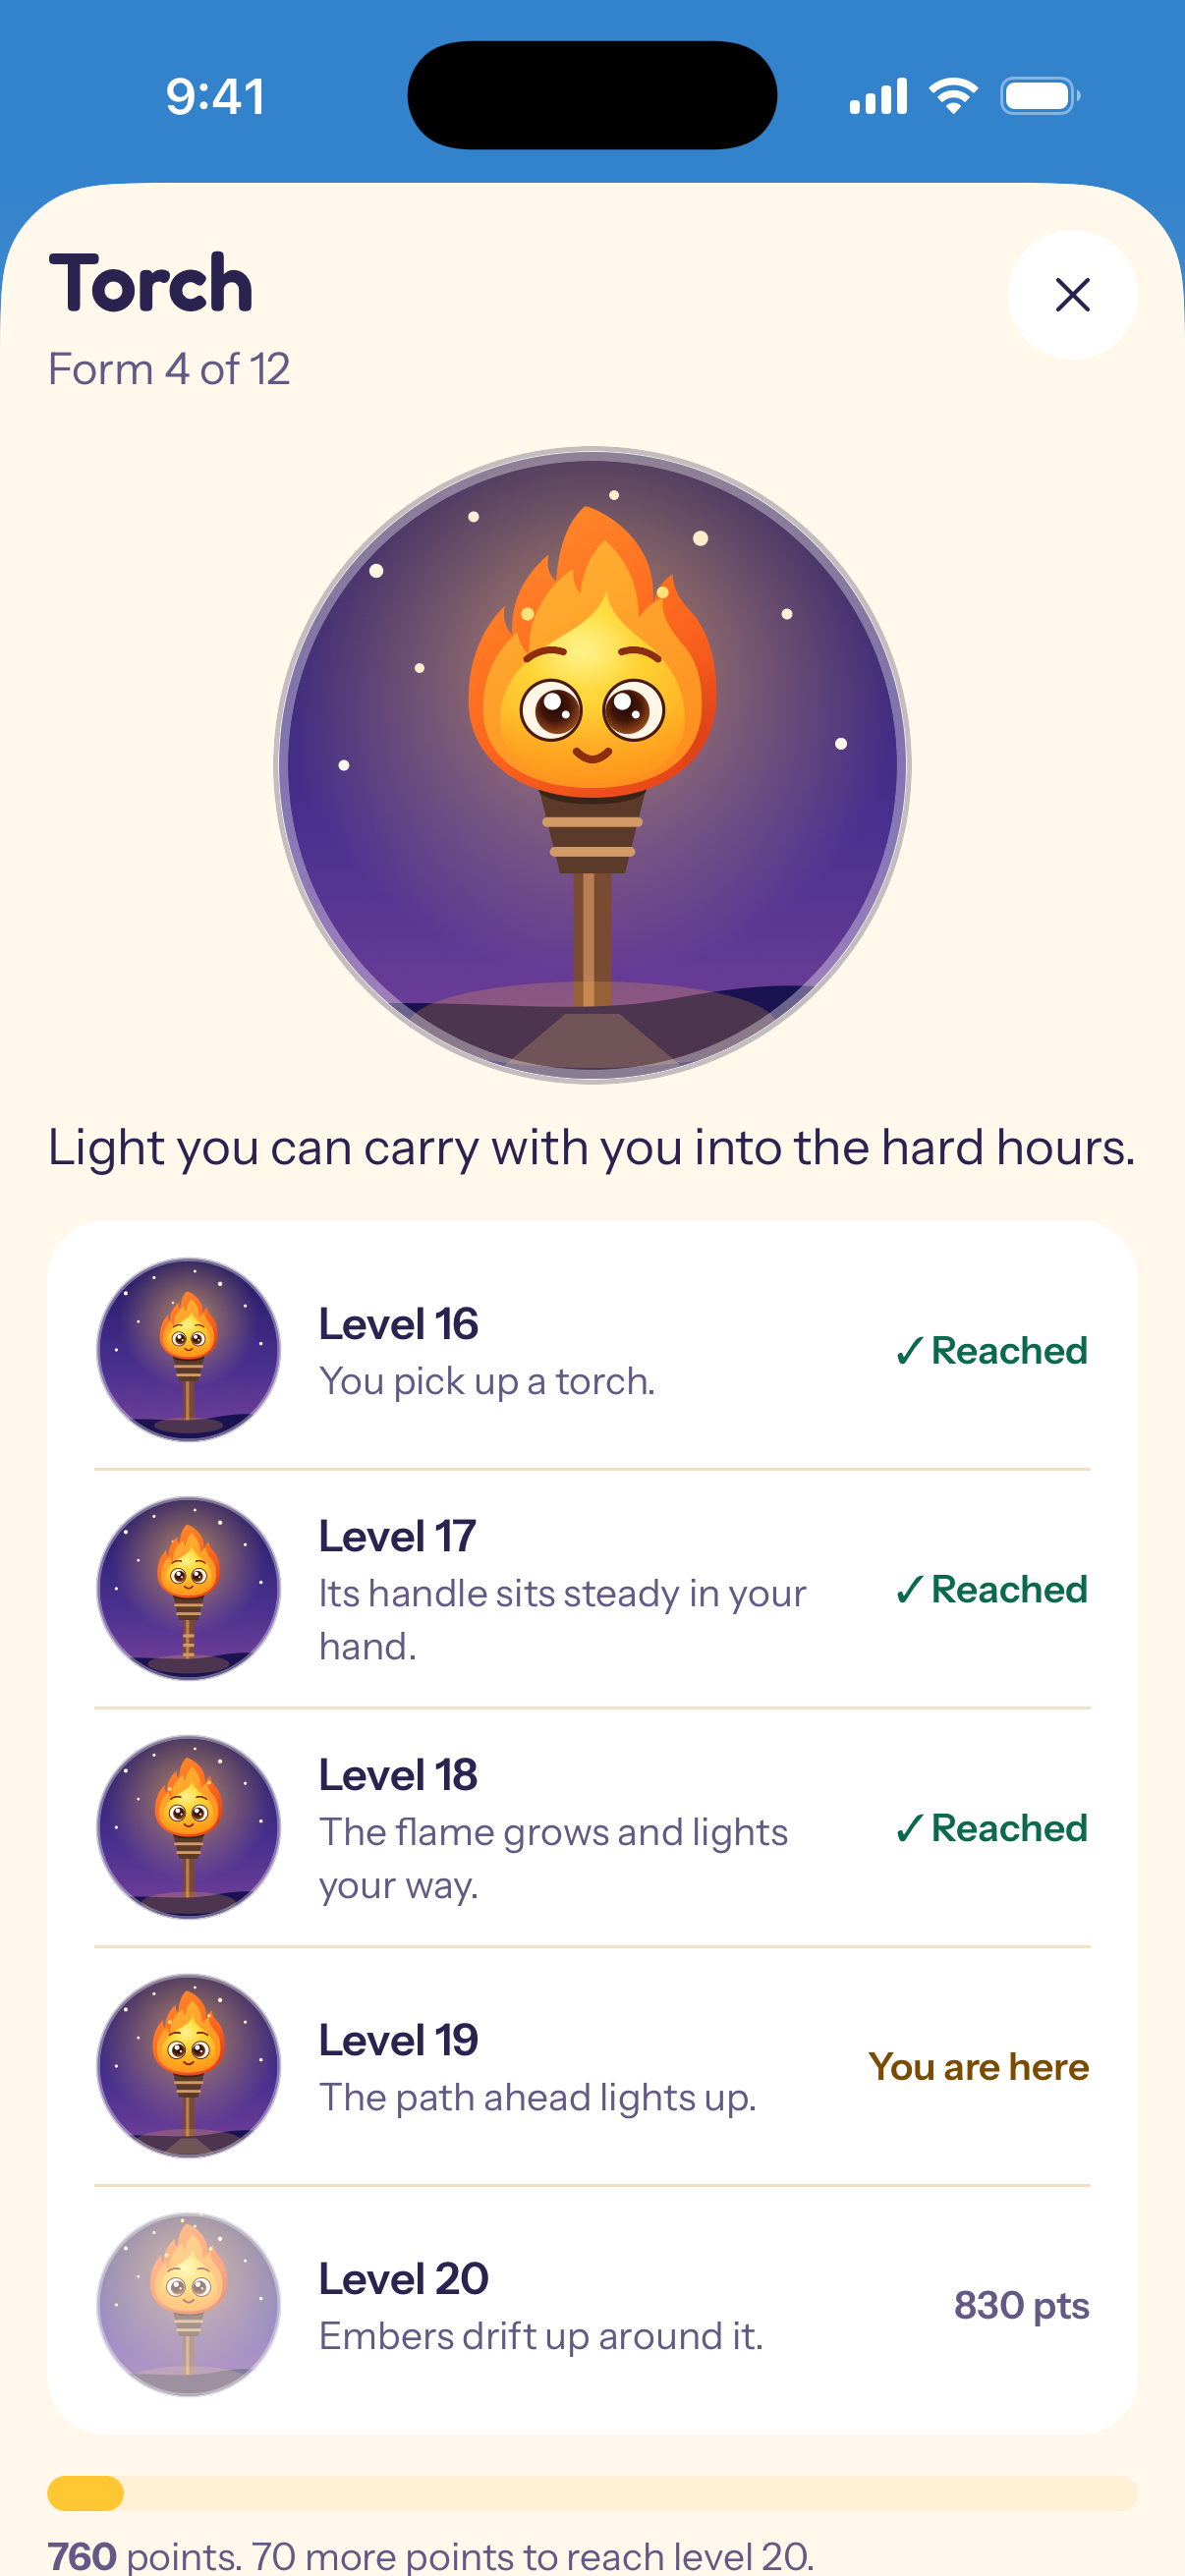 9:41
Torch
Form 4 of 12
Light you can carry with you into the hard hours.
Level 16
You pick up a torch.
✓ Reached
Level 17
Its handle sits steady in your
hand.
✓ Reached
Level 18
The flame grows and lights
your way.
✓ Reached
Level 19
The path ahead lights up.
You are here
Level 20
Embers drift up around it.
830 pts
760 points. 70 more points to reach level 20.